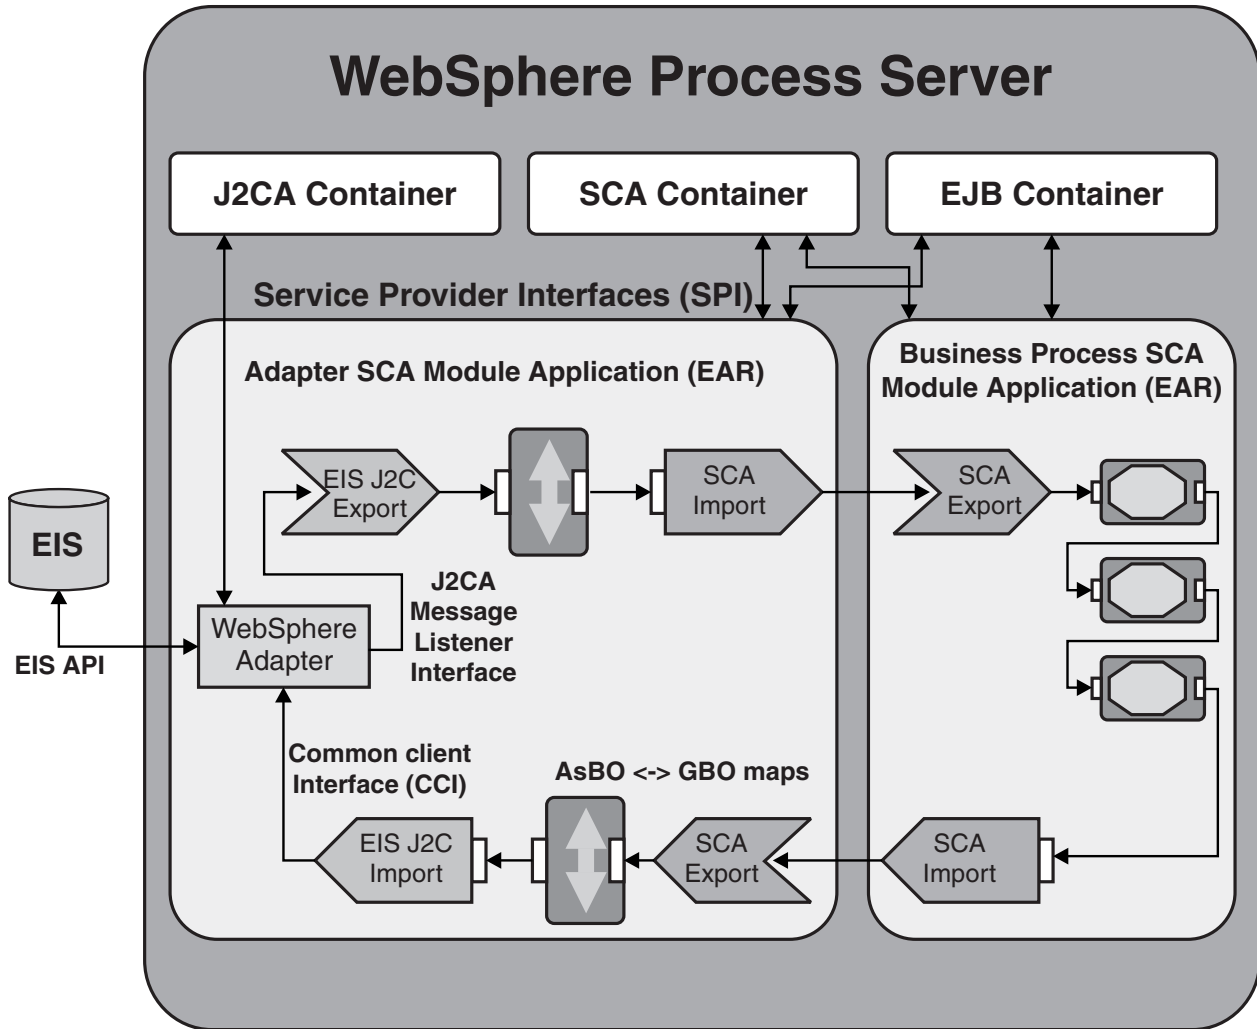 WebSphere Process Server
J2CA Container
SCA Container
EJB Container
Service Provider Interfaces (SPI)
Adapter SCA Module Application (EAR)
Business Process SCA
Module Application (EAR)
EIS J2C
Export
SCA
Import
SCA
Export
EIS
EIS API
WebSphere
Adapter
J2CA
Message
Listener
Interface
Common client
Interface (CCI)
AsBO <-> GBO maps
EIS J2C
Import
SCA
Export
SCA
Import